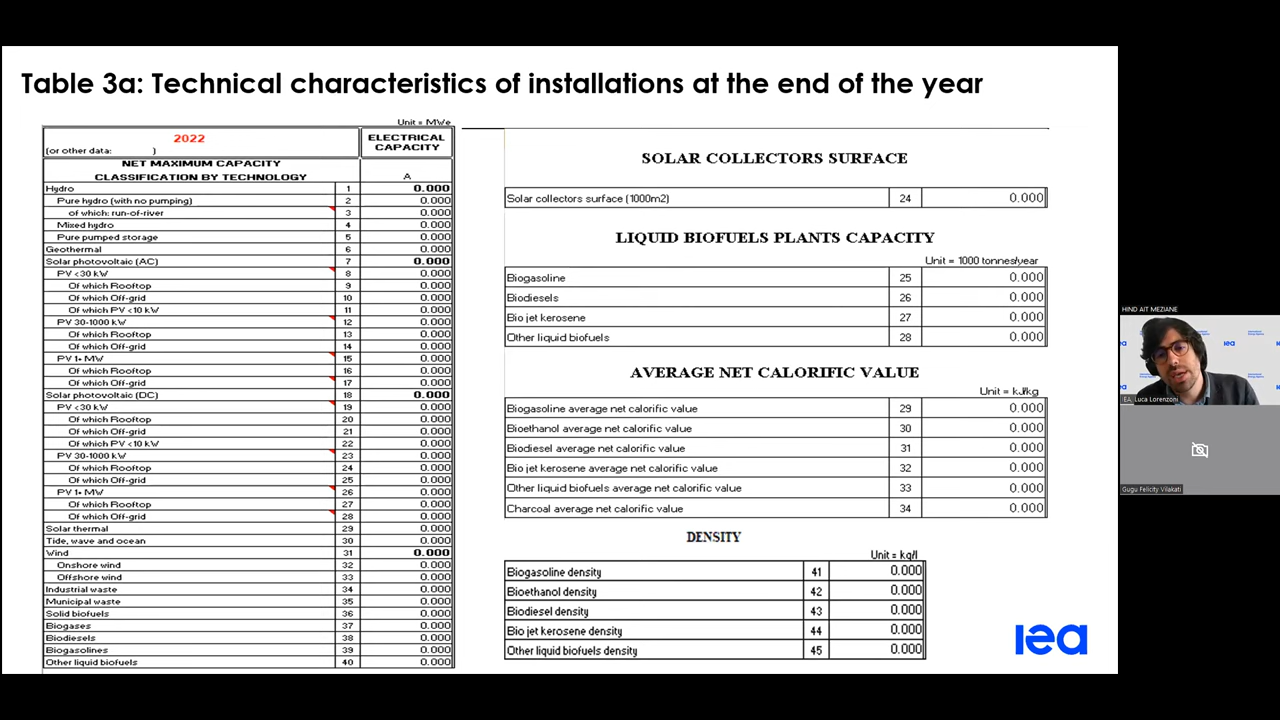 Table 3a: Technical characteristics of installations at the end of the year
Unit = MWe
2022
(or other data: )
ELECTRICAL CAPACITY
NET MAXIMUM CAPACITY
CLASSIFICATION BY TECHNOLOGY A
Hydro 1 0.000
Pure hydro (with no pumping) 2 0.000
of which: run-of-river 3 0.000
Mixed hydro 4 0.000
Pure pumped storage 5 0.000
Geothermal 6 0.000
Solar photovoltaic (AC) 7 0.000
PV <30 kW 8 0.000
Of which Rooftop 9 0.000
Of which Off-grid 10 0.000
Of which PV <10 kW 11 0.000
PV 30-1000 kW 12 0.000
Of which Rooftop 13 0.000
Of which Off-grid 14 0.000
PV 1+ MW 15 0.000
Of which Rooftop 16 0.000
Of which Off-grid 17 0.000
Solar photovoltaic (DC) 18 0.000
PV <30 kW 19 0.000
Of which Rooftop 20 0.000
Of which Off-grid 21 0.000
Of which PV <10 kW 22 0.000
PV 30-1000 kW 23 0.000
Of which Rooftop 24 0.000
Of which Off-grid 25 0.000
PV 1+ MW 26 0.000
Of which Rooftop 27 0.000
Of which Off-grid 28 0.000
Solar thermal 29 0.000
Tide, wave and ocean 30 0.000
Wind 31 0.000
Onshore wind 32 0.000
Offshore wind 33 0.000
Industrial waste 34 0.000
Municipal waste 35 0.000
Solid biofuels 36 0.000
Biogases 37 0.000
Biodiesels 38 0.000
Biogasolines 39 0.000
Other liquid biofuels 40 0.000
SOLAR COLLECTORS SURFACE
Solar collectors surface (1000m2) 24 0.000
LIQUID BIOFUELS PLANTS CAPACITY
Unit = 1000 tonnes/year
Biogasoline 25 0.000
Biodiesels 26 0.000
Bio jet kerosene 27 0.000
Other liquid biofuels 28 0.000
AVERAGE NET CALORIFIC VALUE
Unit = kJ/kg
Biogasoline average net calorific value 29 0.000
Bioethanol average net calorific value 30 0.000
Biodiesel average net calorific value 31 0.000
Bio jet kerosene average net calorific value 32 0.000
Other liquid biofuels average net calorific value 33 0.000
Charcoal average net calorific value 34 0.000
DENSITY
Unit = kg/l
Biogasoline density 41 0.000
Bioethanol density 42 0.000
Biodiesel density 43 0.000
Bio jet kerosene density 44 0.000
Other liquid biofuels density 45 0.000
iea
HIND AIT MEZIANE
iea
IEA, Luca Lorenzoni
Gugu Felicity Vilakati